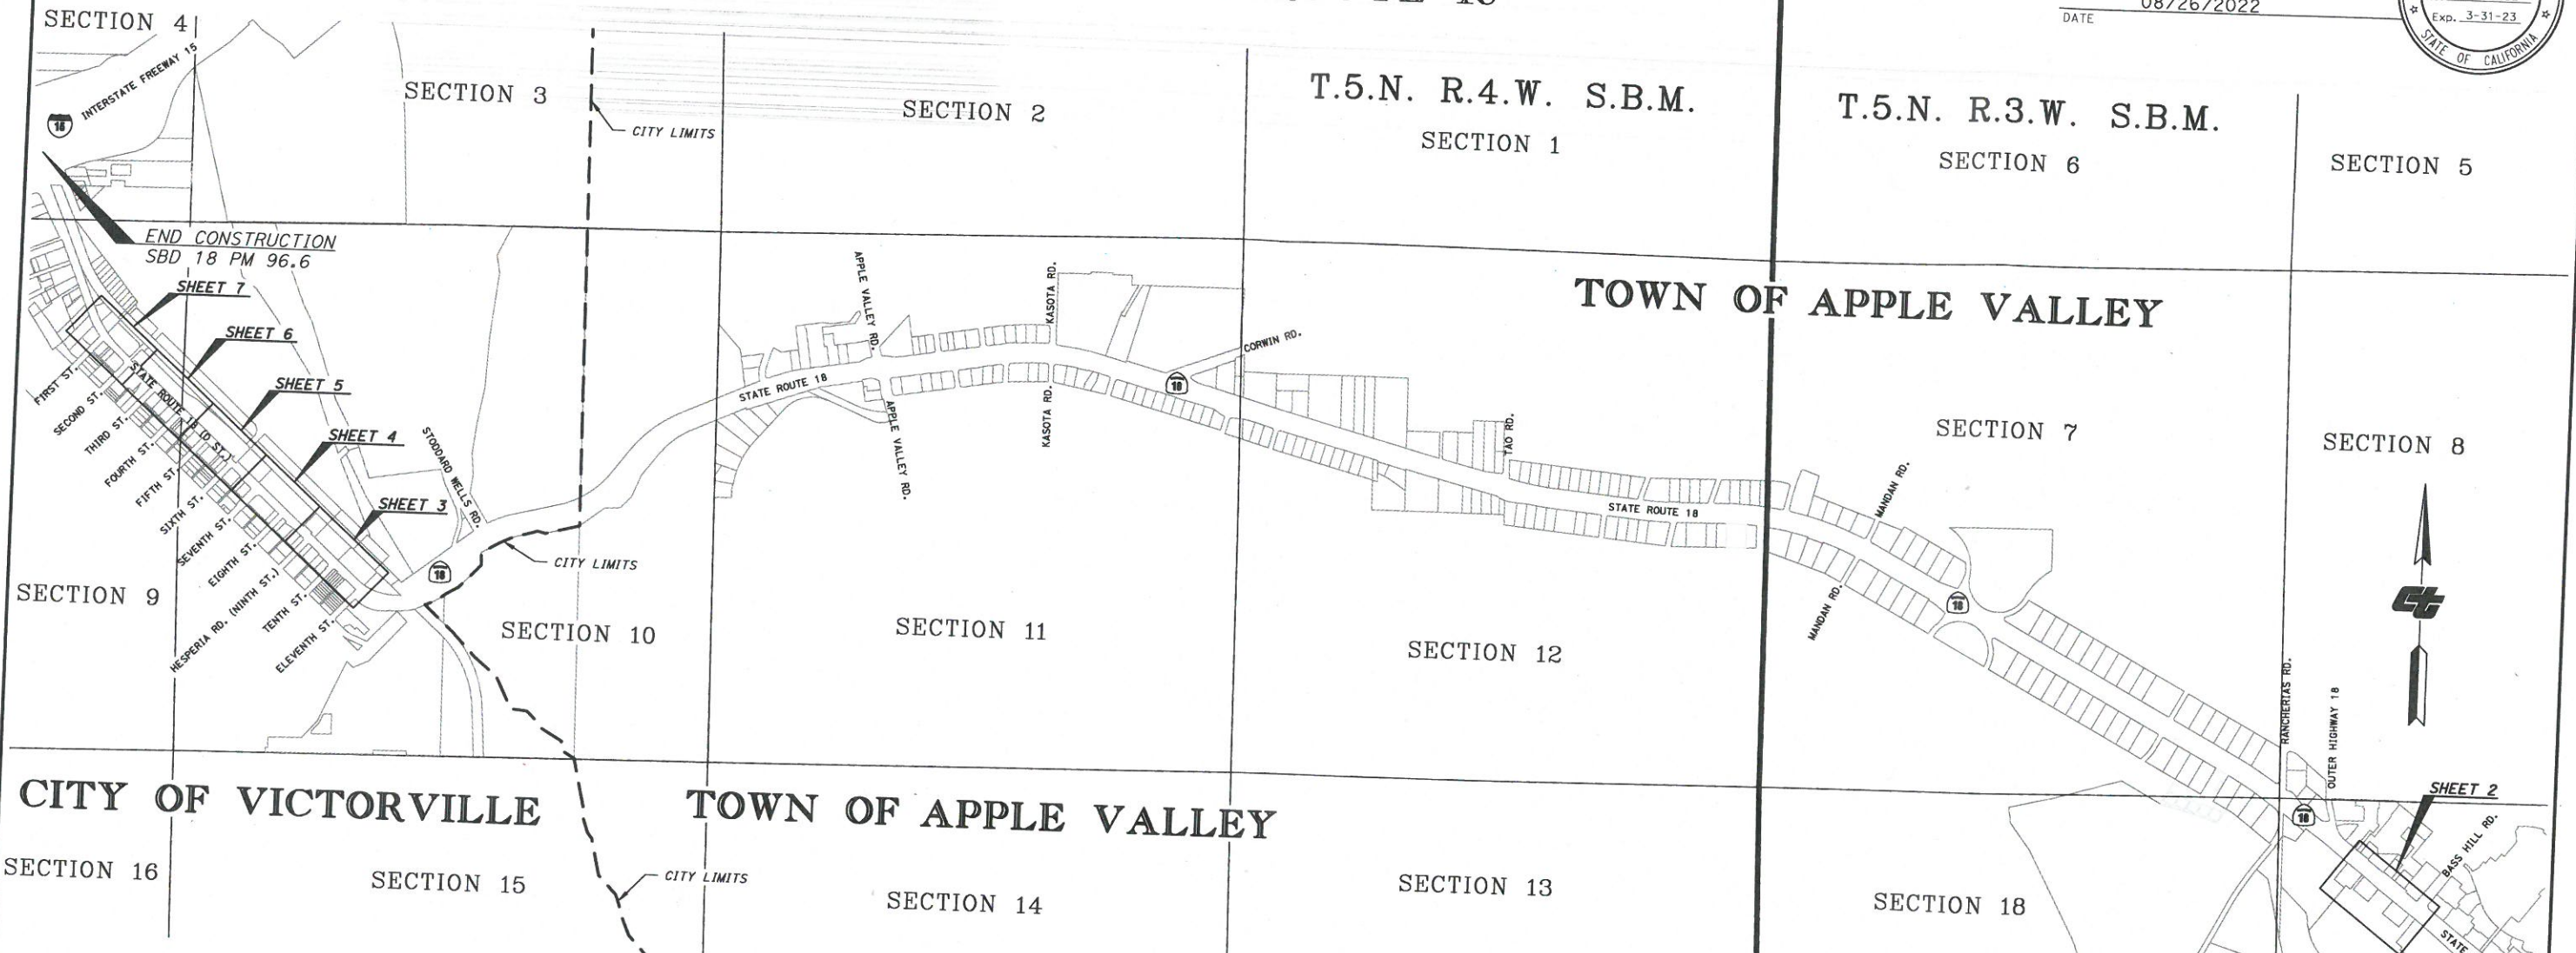 08/26/2022
DATE
Exp. 3-31-23
STATE OF CALIFORNIA
SECTION 4
INTERSTATE FREEWAY 15
SECTION 3
CITY LIMITS
SECTION 2
T.5.N. R.4.W. S.B.M.
SECTION 1
T.5.N. R.3.W. S.B.M.
SECTION 6
SECTION 5
END CONSTRUCTION
SBD 18 PM 96.6
SHEET 7
SHEET 6
SHEET 5
SHEET 4
SHEET 3
STATE ROUTE 18 (D ST.)
FIRST ST.
SECOND ST.
THIRD ST.
FOURTH ST.
FIFTH ST.
SIXTH ST.
SEVENTH ST.
EIGHTH ST.
HESPERIA RD. (NINTH ST.)
TENTH ST.
ELEVENTH ST.
STODDARD WELLS RD.
18
CITY LIMITS
SECTION 9
SECTION 10
STATE ROUTE 18
APPLE VALLEY RD.
APPLE VALLEY RD.
KASOTA RD.
KASOTA RD.
18
CORWIN RD.
TAO RD.
SECTION 11
SECTION 12
TOWN OF APPLE VALLEY
STATE ROUTE 18
MANDAN RD.
MANDAN RD.
18
SECTION 7
SECTION 8
ct
RANCHERIAS RD.
OUTER HIGHWAY 18
18
SHEET 2
BASS HILL RD.
STATE
CITY OF VICTORVILLE
TOWN OF APPLE VALLEY
SECTION 16
SECTION 15
CITY LIMITS
SECTION 14
SECTION 13
SECTION 18